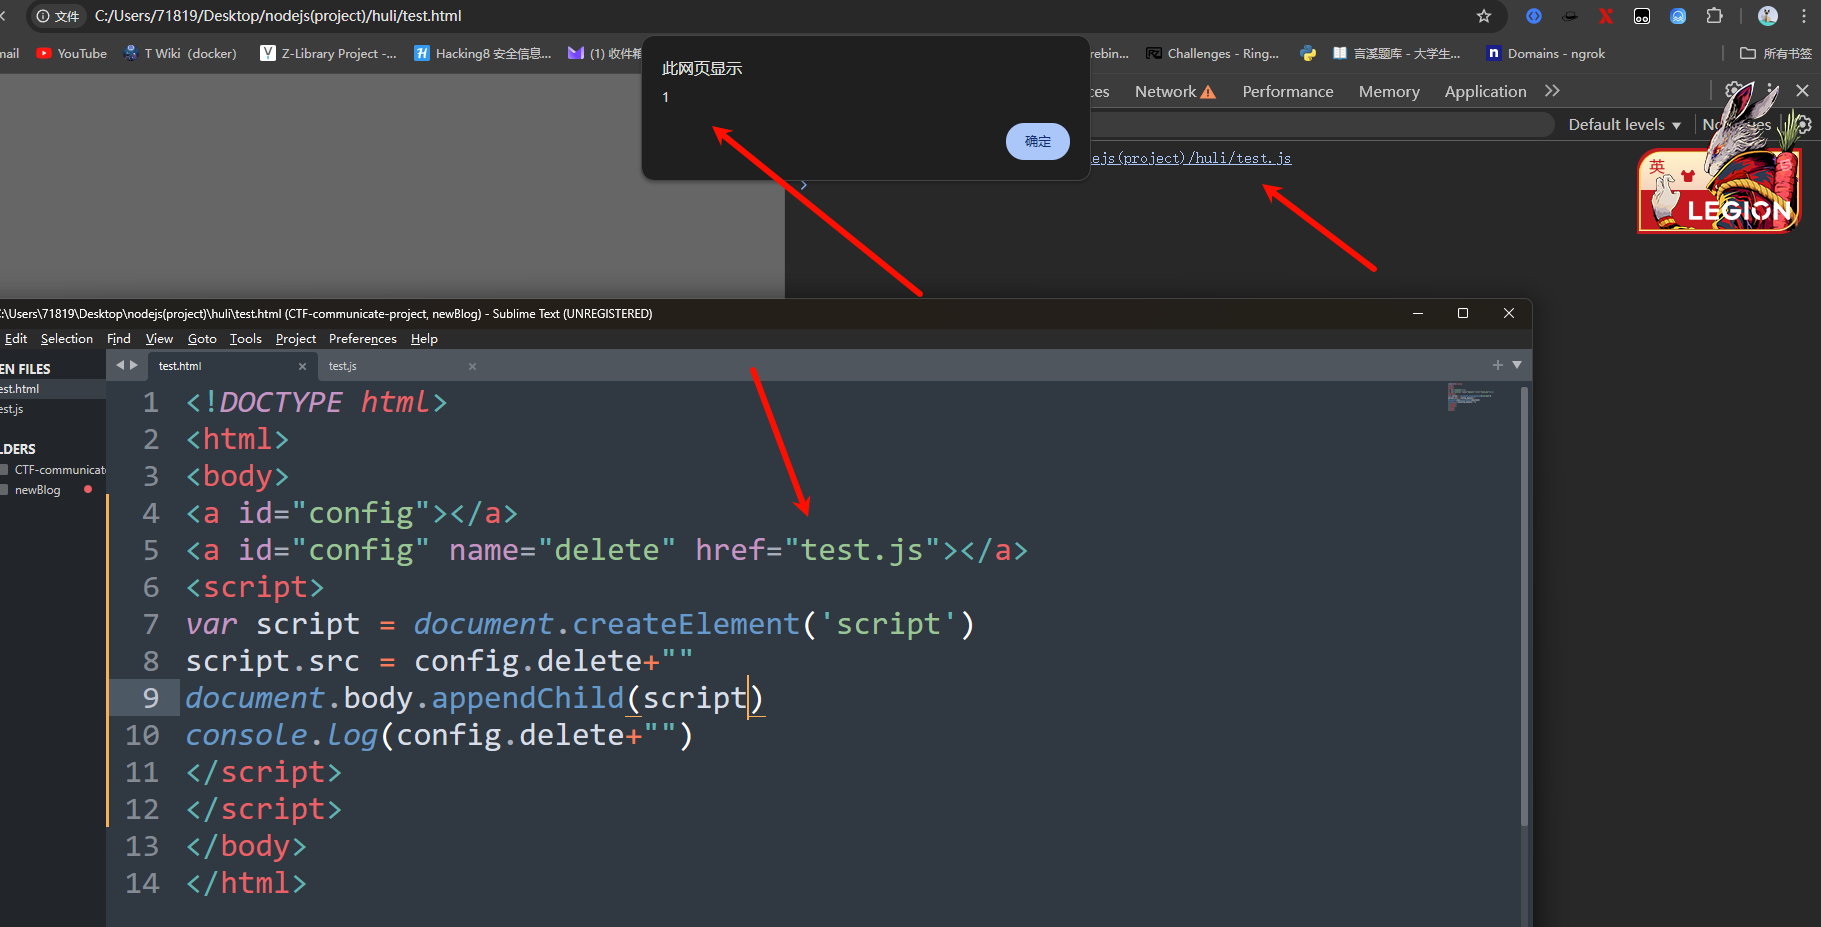 文件 C:/Users/71819/Desktop/nodejs(project)/huli/test.html
mail YouTube T Wiki（docker） Z-Library Project -... Hacking8 安全信息... (1) 收件箱 rebin... Challenges - Ring... 言溪题库 - 大学生... Domains - ngrok 所有书签
此网页显示
1
确定
ces Network Performance Memory Application
Default levels No Issues
ejs(project)/huli/test.js
英
LEGION
C:\Users\71819\Desktop\nodejs(project)\huli\test.html (CTF-communicate-project, newBlog) - Sublime Text (UNREGISTERED)
Edit Selection Find View Goto Tools Project Preferences Help
EN FILES
est.html
est.js
LDERS
CTF-communicat
newBlog
test.html test.js
1 <!DOCTYPE html>
2 <html>
3 <body>
4 <a id="config"></a>
5 <a id="config" name="delete" href="test.js"></a>
6 <script>
7 var script = document.createElement('script')
8 script.src = config.delete+""
9 document.body.appendChild(script)
10 console.log(config.delete+"")
11 </script>
12 </script>
13 </body>
14 </html>